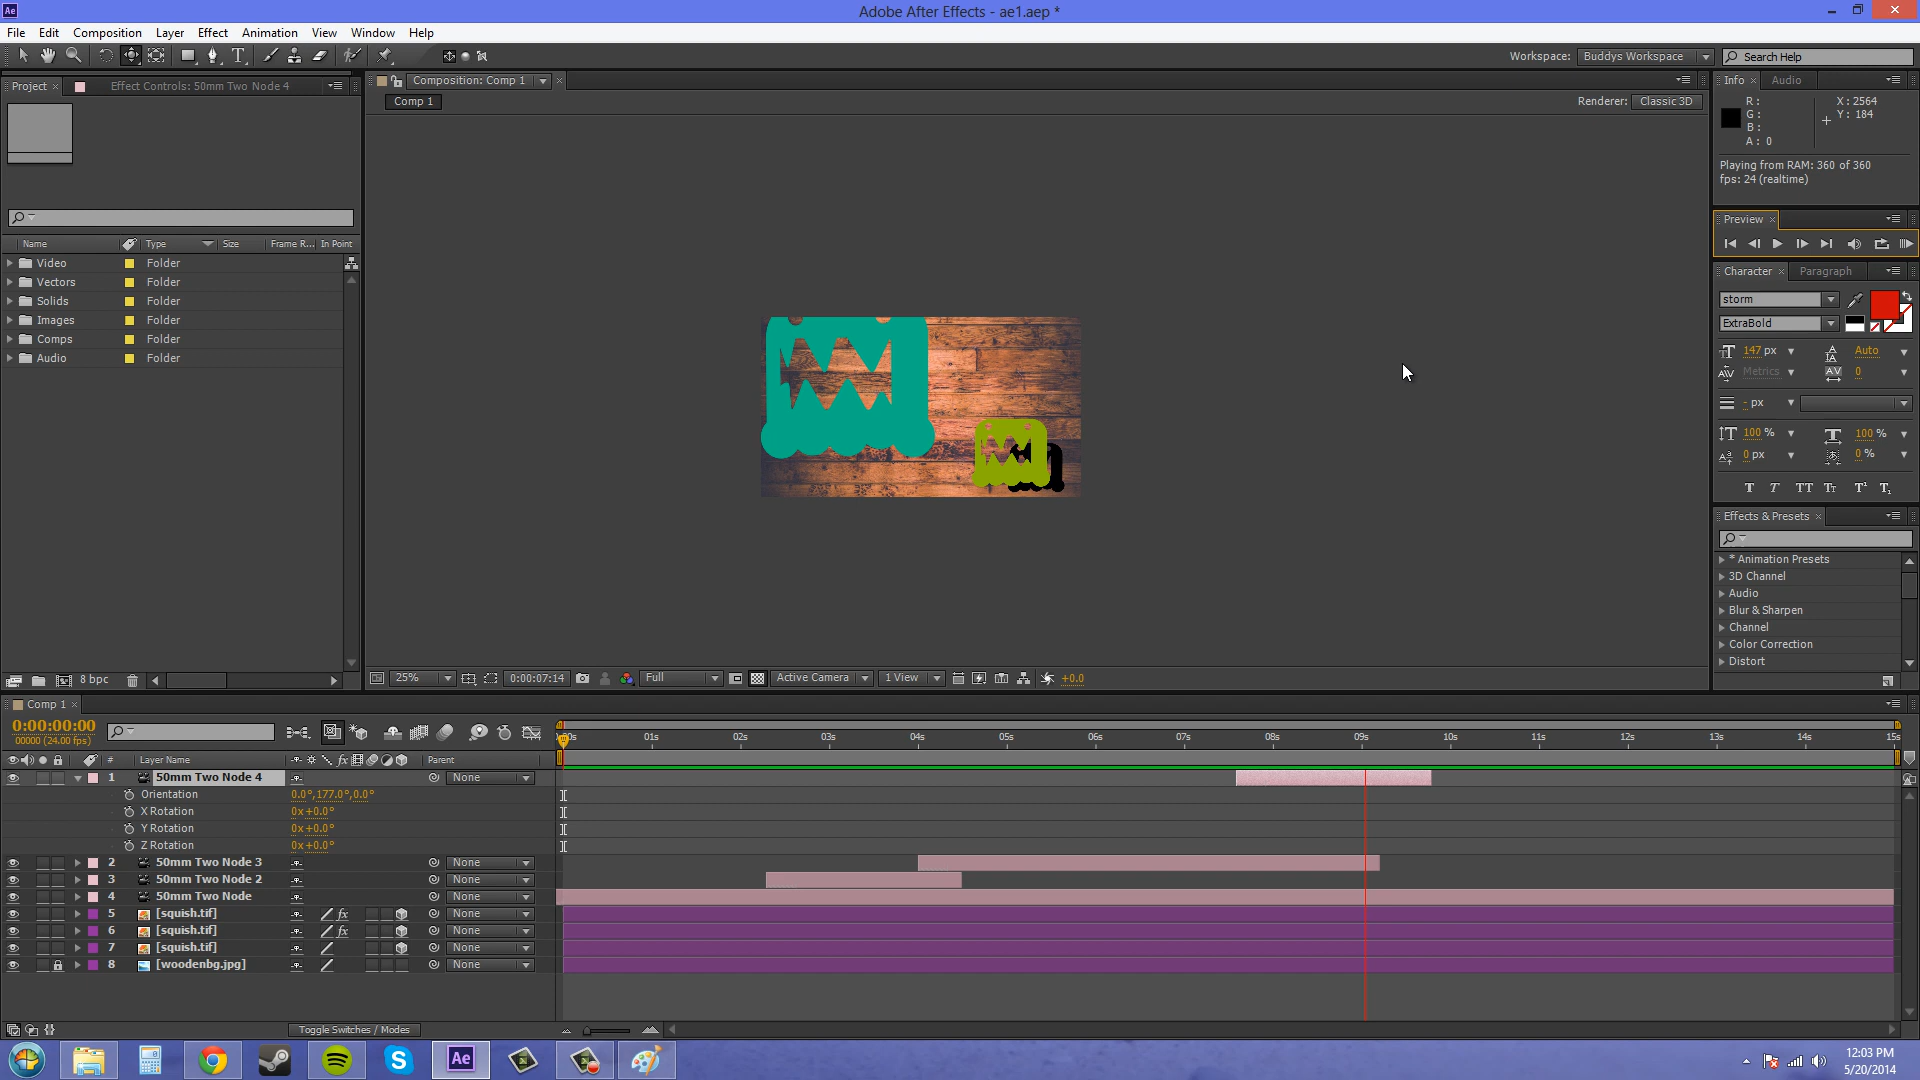 Ae Adobe After Effects - ae1.aep *
File Edit Composition Layer Effect Animation View Window Help
Workspace: Buddys Workspace Search Help
Project × Effect Controls: 50mm Two Node 4
Composition: Comp 1
Comp 1
Renderer: Classic 3D
Name Type Size Frame R... In Point
Video Folder
Vectors Folder
Solids Folder
Images Folder
Comps Folder
Audio Folder
8 bpc
25% 0:00:07:14 Full Active Camera 1 View +0.0
Info × Audio
R: X: 2564
G: Y: 184
B:
A: 0
Playing from RAM: 360 of 360
fps: 24 (realtime)
Preview ×
Character × Paragraph
storm
ExtraBold
147 px Auto
Metrics 0
- px
100 % 100 %
0 px 0 %
T T TT Tt T¹ T₁
Effects & Presets ×
* Animation Presets
3D Channel
Audio
Blur & Sharpen
Channel
Color Correction
Distort
Comp 1 ×
0:00:00:00
00000 (24.00 fps)
01s 02s 03s 04s 05s 06s 07s 08s 09s 10s 11s 12s 13s 14s 15s
# Layer Name Parent
1 50mm Two Node 4 None
Orientation 0.0°,177.0°,0.0°
X Rotation 0x+0.0°
Y Rotation 0x+0.0°
Z Rotation 0x+0.0°
2 50mm Two Node 3 None
3 50mm Two Node 2 None
4 50mm Two Node None
5 [squish.tif] fx None
6 [squish.tif] fx None
7 [squish.tif] None
8 [woodenbg.jpg] None
Toggle Switches / Modes
Ae
12:03 PM
5/20/2014